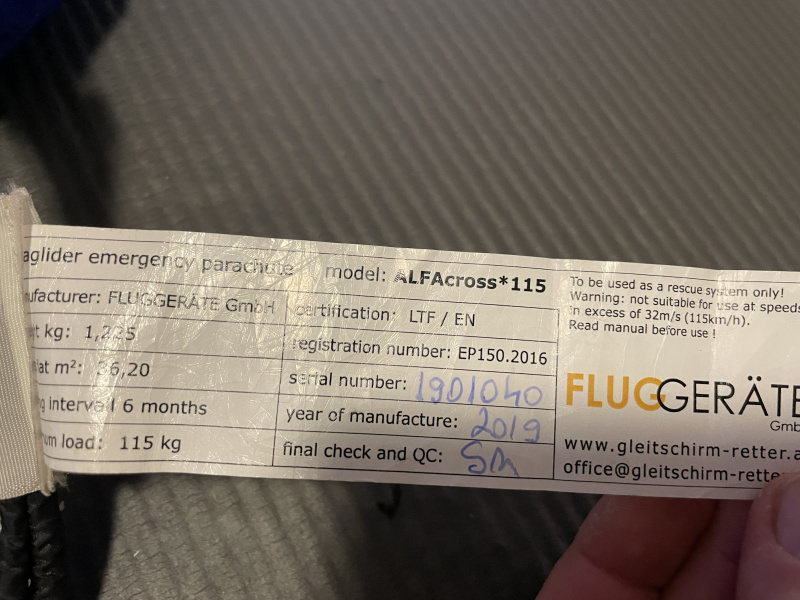 aglider emergency parachute model: ALFAcross*115
nufacturer: FLUGGERÄTE GmbH
certification: LTF / EN
kg: 1,225
registration number: EP150.2016
at m²: 36,20
serial number: 1901040
interval 6 months
year of manufacture: 2019
um load: 115 kg
final check and QC:
To be used as a rescue system only!
Warning: not suitable for use at speeds
in excess of 32m/s (115km/h).
Read manual before use !
FLUGGERÄTE
Gmb
www.gleitschirm-retter.a
office@gleitschirm-retter